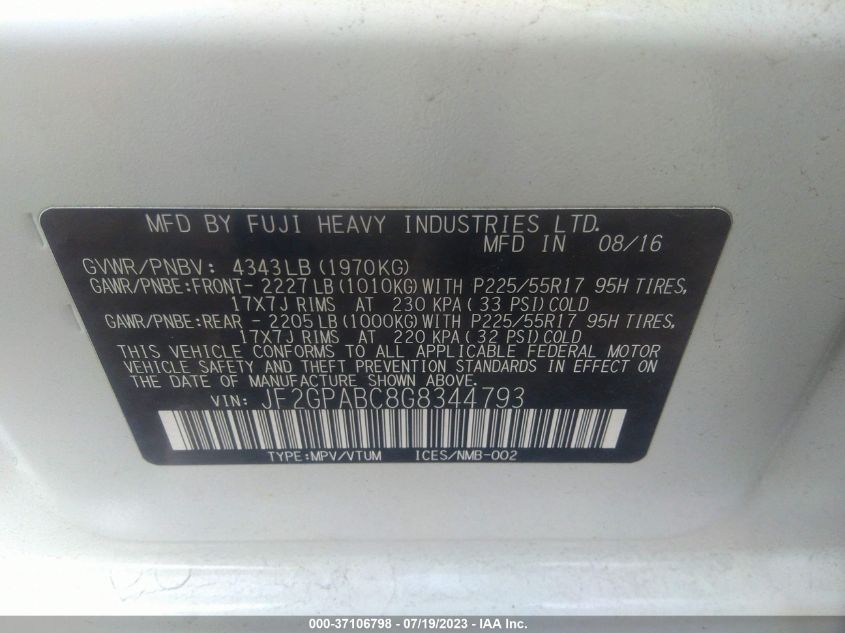 MFD BY FUJI HEAVY INDUSTRIES LTD.
MFD IN 08/16
GVWR/PNBV: 4343LB (1970KG)
GAWR/PNBE:FRONT- 2227LB (1010KG) WITH P225/55R17 95H TIRES,
17X7J RIMS AT 230 KPA (33 PSI) COLD
GAWR/PNBE:REAR - 2205LB (1000KG) WITH P225/55R17 95H TIRES,
17X7J RIMS AT 220 KPA (32 PSI) COLD
THIS VEHICLE CONFORMS TO ALL APPLICABLE FEDERAL MOTOR
VEHICLE SAFETY AND THEFT PREVENTION STANDARDS IN EFFECT ON
THE DATE OF MANUFACTURE SHOWN ABOVE.
VIN: JF2GPABC8G8344793
TYPE:MPV/VTUM ICES/NMB-002
000-37106798 - 07/19/2023 - IAA Inc.